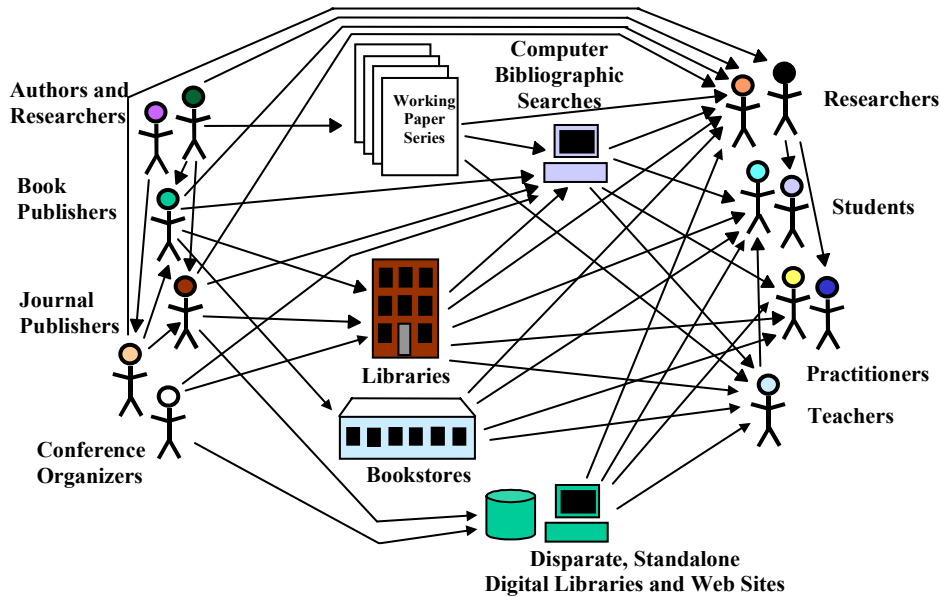 Authors and
Researchers
Book
Publishers
Journal
Publishers
Conference
Organizers
Working
Paper
Series
Computer
Bibliographic
Searches
Libraries
Bookstores
Disparate, Standalone
Digital Libraries and Web Sites
Researchers
Students
Practitioners
Teachers